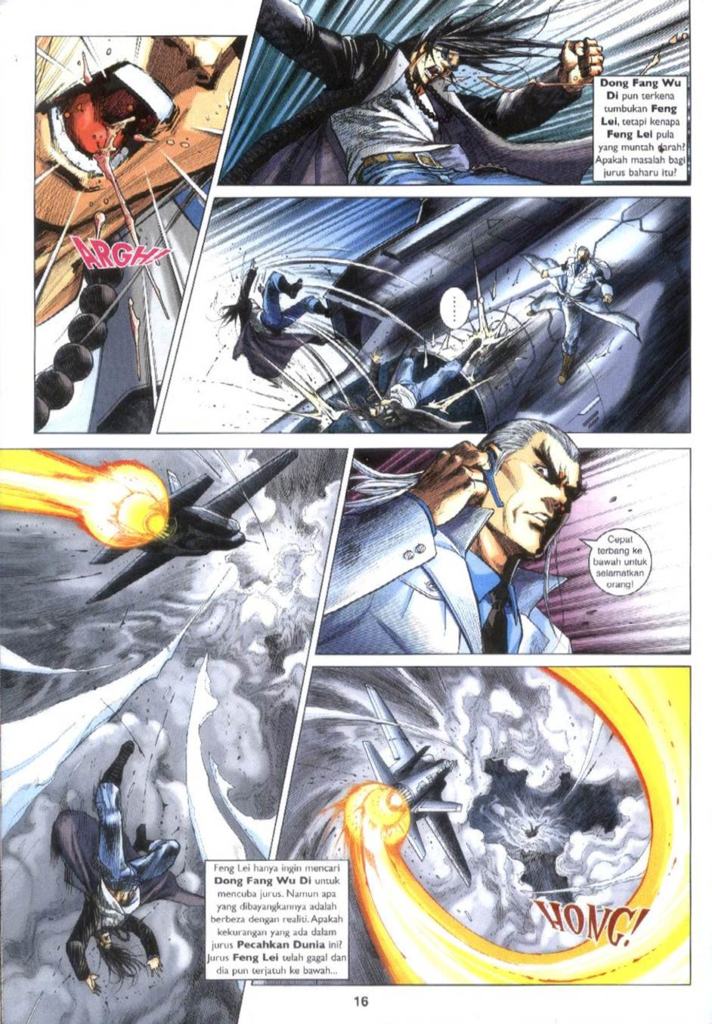 Dong Fang Wu
Di pun terkena
tumbukan Feng
Lei, tetapi kenapa
Feng Lei pula
yang muntah darah?
Apakah masalah bagi
jurus baharu itu?
ARGH!
......
Cepat
terbang ke
bawah untuk
selamatkan
orang!
Feng Lei hanya ingin mencari
Dong Fang Wu Di untuk
mencuba jurus. Namun apa
yang dibayangkannya adalah
berbeza dengan realiti. Apakah
kekurangan yang ada dalam
jurus Pecahkan Dunia ini?
Jurus Feng Lei telah gagal dan
dia pun terjatuh ke bawah...
HONG!
16